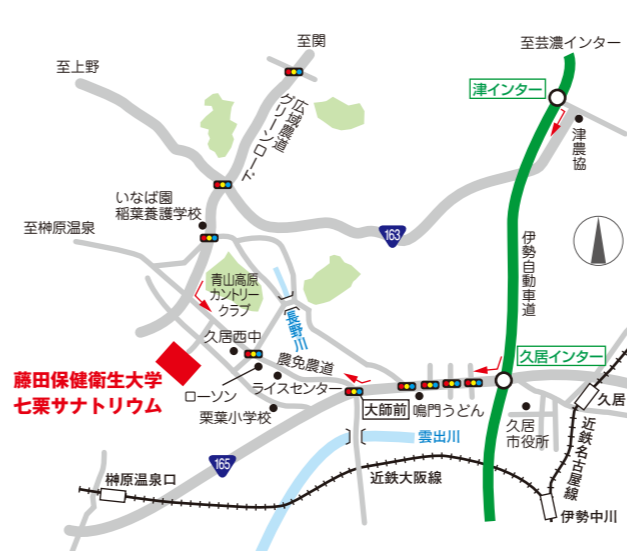 至関
至芸濃インター
至上野
津インター
広域農道
グリーンロード
津農協
いなば園
稲葉養護学校
至榊原温泉
163
伊勢自動車道
青山高原
カントリー
クラブ
長野川
久居西中
農免農道
久居インター
藤田保健衛生大学
七栗サナトリウム
ローソン
ライスセンター
栗葉小学校
大師前
鳴門うどん
久居
市役所
久居
雲出川
近鉄名古屋線
165
榊原温泉口
近鉄大阪線
伊勢中川